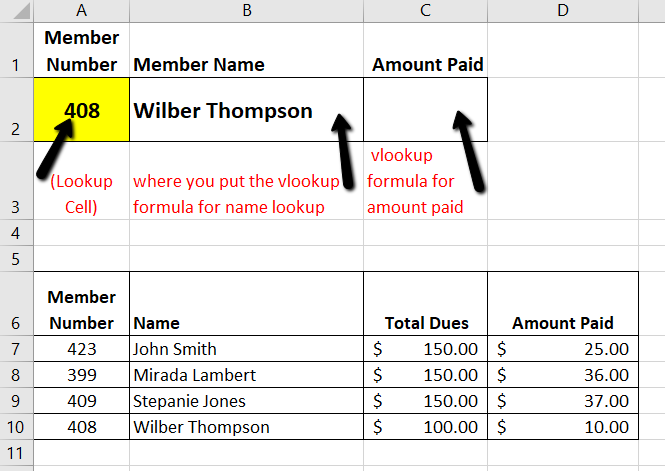 A B C D
1 Member Number Member Name Amount Paid
2 408 Wilber Thompson
3 (Lookup Cell) where you put the vlookup formula for name lookup vlookup formula for amount paid
4
5
6 Member Number Name Total Dues Amount Paid
7 423 John Smith $ 150.00 $ 25.00
8 399 Mirada Lambert $ 150.00 $ 36.00
9 409 Stepanie Jones $ 150.00 $ 37.00
10 408 Wilber Thompson $ 100.00 $ 10.00
11